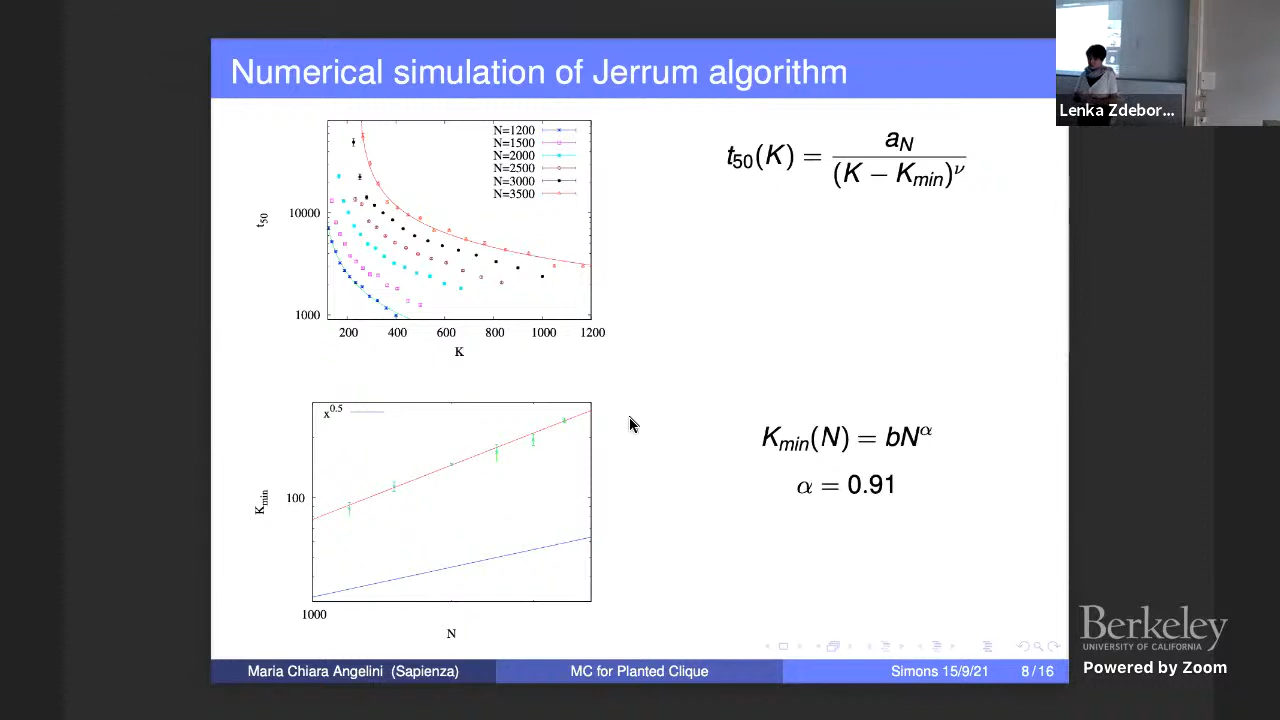 Numerical simulation of Jerrum algorithm
Lenka Zdebor...
N=1200
N=1500
N=2000
N=2500
N=3000
N=3500
10000
1000
t50
200 400 600 800 1000 1200
K
t50(K) = aN / (K − Kmin)^ν
x^0.5
100
Kmin
1000
N
Kmin(N) = bN^α
α = 0.91
Maria Chiara Angelini (Sapienza) MC for Planted Clique Simons 15/9/21 8 / 16
Berkeley
UNIVERSITY OF CALIFORNIA
Powered by Zoom